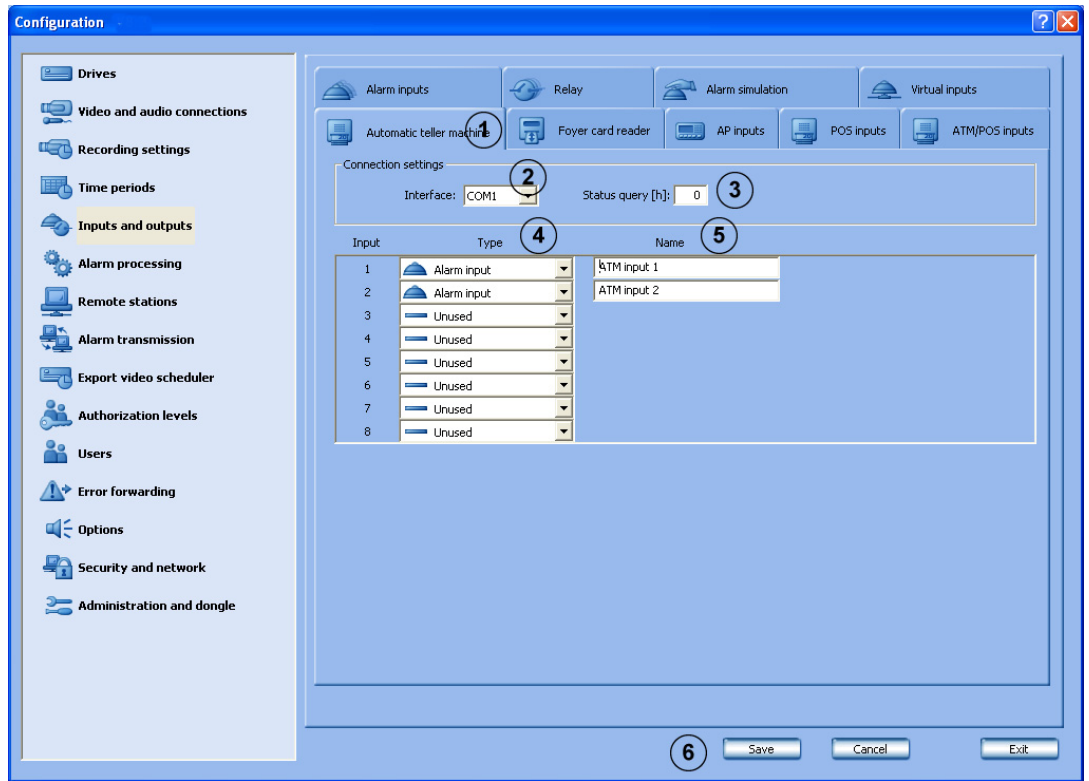 Configuration
Drives
Video and audio connections
Recording settings
Time periods
Inputs and outputs
Alarm processing
Remote stations
Alarm transmission
Export video scheduler
Authorization levels
Users
Error forwarding
Options
Security and network
Administration and dongle
Alarm inputs Relay Alarm simulation Virtual inputs
Automatic teller machine 1 Foyer card reader AP inputs POS inputs ATM/POS inputs
Connection settings
Interface: COM1 2 Status query [h]: 0 3
Input Type 4 Name 5
1 Alarm input ATM input 1
2 Alarm input ATM input 2
3 Unused
4 Unused
5 Unused
6 Unused
7 Unused
8 Unused
6 Save Cancel Exit